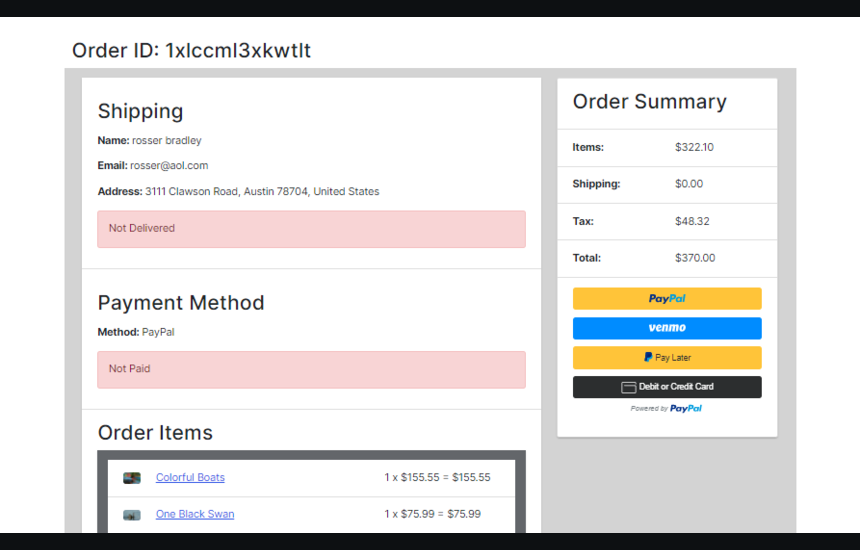 Order ID: 1xlccml3xkwtlt
Shipping
Name: rosser bradley
Email: rosser@aol.com
Address: 3111 Clawson Road, Austin 78704, United States
Not Delivered
Payment Method
Method: PayPal
Not Paid
Order Items
Colorful Boats 1 x $155.55 = $155.55
One Black Swan 1 x $75.99 = $75.99
Order Summary
Items: $322.10
Shipping: $0.00
Tax: $48.32
Total: $370.00
PayPal
venmo
Pay Later
Debit or Credit Card
Powered by PayPal